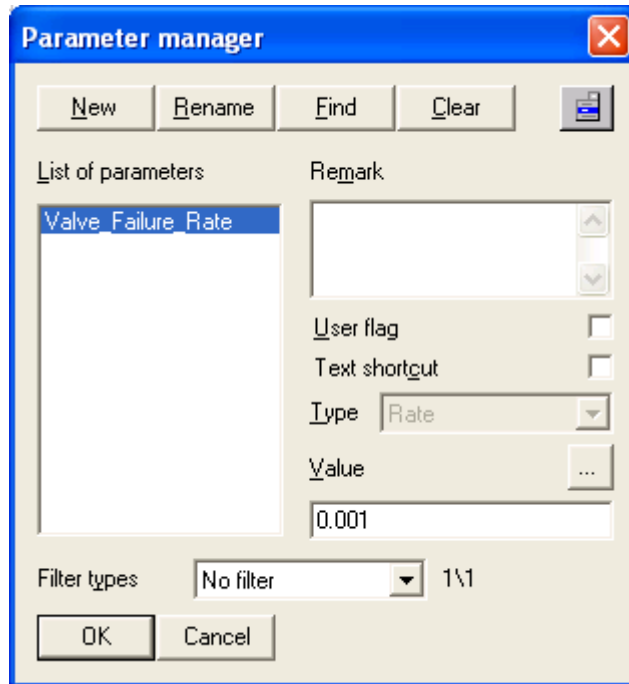 Parameter manager
New Rename Find Clear
List of parameters Remark
Valve_Failure_Rate
User flag
Text shortcut
Type Rate
Value ...
0.001
Filter types No filter 1\1
OK Cancel